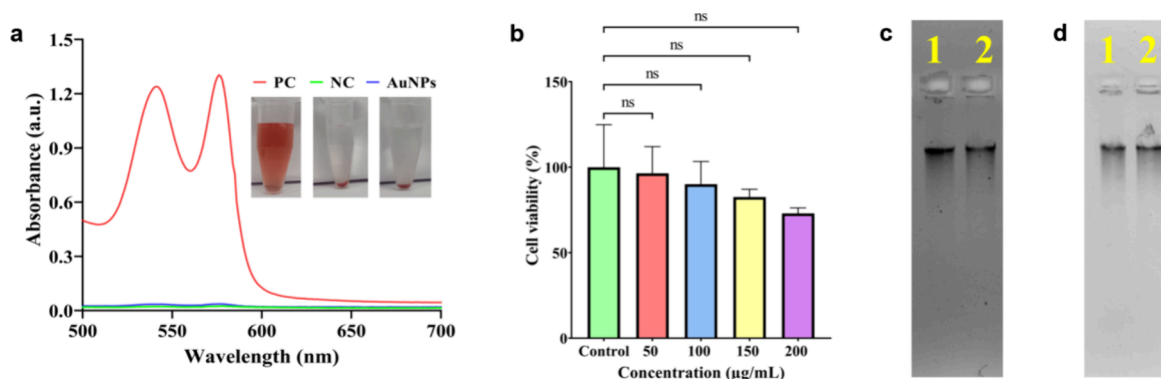 a
1.5
1.2
0.9
0.6
0.3
0.0
Absorbance (a.u.)
PC NC AuNPs
500 550 600 650 700
Wavelength (nm)
b
ns
ns
ns
ns
150
100
50
0
Cell viability (%)
Control 50 100 150 200
Concentration (µg/mL)
c
1 2
d
1 2